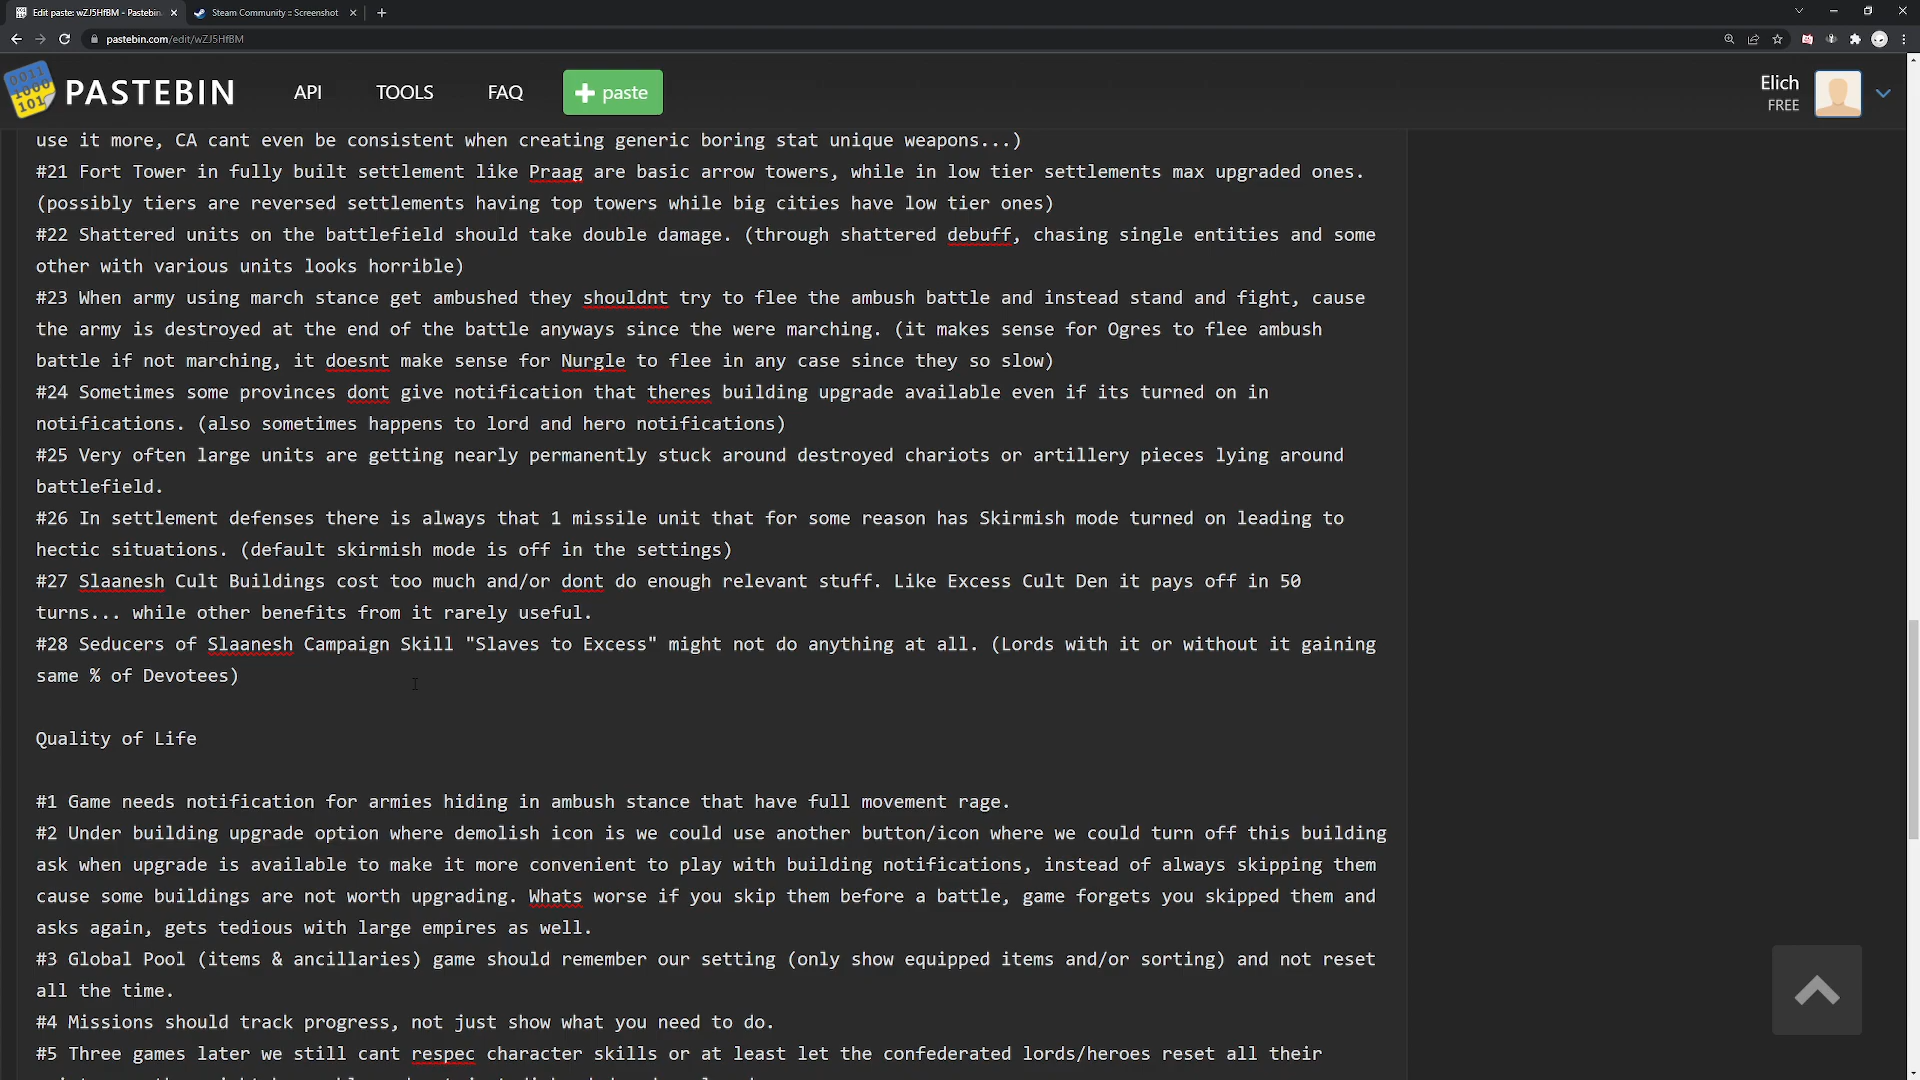 Edit paste: wZJ5HfBM - Pastebin.
Steam Community :: Screenshot
pastebin.com/edit/wZJ5HfBM
PASTEBIN
API
TOOLS
FAQ
paste
Elich
FREE
use it more, CA cant even be consistent when creating generic boring stat unique weapons...)
#21 Fort Tower in fully built settlement like Praag are basic arrow towers, while in low tier settlements max upgraded ones.
(possibly tiers are reversed settlements having top towers while big cities have low tier ones)
#22 Shattered units on the battlefield should take double damage. (through shattered debuff, chasing single entities and some
other with various units looks horrible)
#23 When army using march stance get ambushed they shouldnt try to flee the ambush battle and instead stand and fight, cause
the army is destroyed at the end of the battle anyways since the were marching. (it makes sense for Ogres to flee ambush
battle if not marching, it doesnt make sense for Nurgle to flee in any case since they so slow)
#24 Sometimes some provinces dont give notification that theres building upgrade available even if its turned on in
notifications. (also sometimes happens to lord and hero notifications)
#25 Very often large units are getting nearly permanently stuck around destroyed chariots or artillery pieces lying around
battlefield.
#26 In settlement defenses there is always that 1 missile unit that for some reason has Skirmish mode turned on leading to
hectic situations. (default skirmish mode is off in the settings)
#27 Slaanesh Cult Buildings cost too much and/or dont do enough relevant stuff. Like Excess Cult Den it pays off in 50
turns... while other benefits from it rarely useful.
#28 Seducers of Slaanesh Campaign Skill "Slaves to Excess" might not do anything at all. (Lords with it or without it gaining
same % of Devotees)
Quality of Life
#1 Game needs notification for armies hiding in ambush stance that have full movement rage.
#2 Under building upgrade option where demolish icon is we could use another button/icon where we could turn off this building
ask when upgrade is available to make it more convenient to play with building notifications, instead of always skipping them
cause some buildings are not worth upgrading. Whats worse if you skip them before a battle, game forgets you skipped them and
asks again, gets tedious with large empires as well.
#3 Global Pool (items & ancillaries) game should remember our setting (only show equipped items and/or sorting) and not reset
all the time.
#4 Missions should track progress, not just show what you need to do.
#5 Three games later we still cant respec character skills or at least let the confederated lords/heroes reset all their